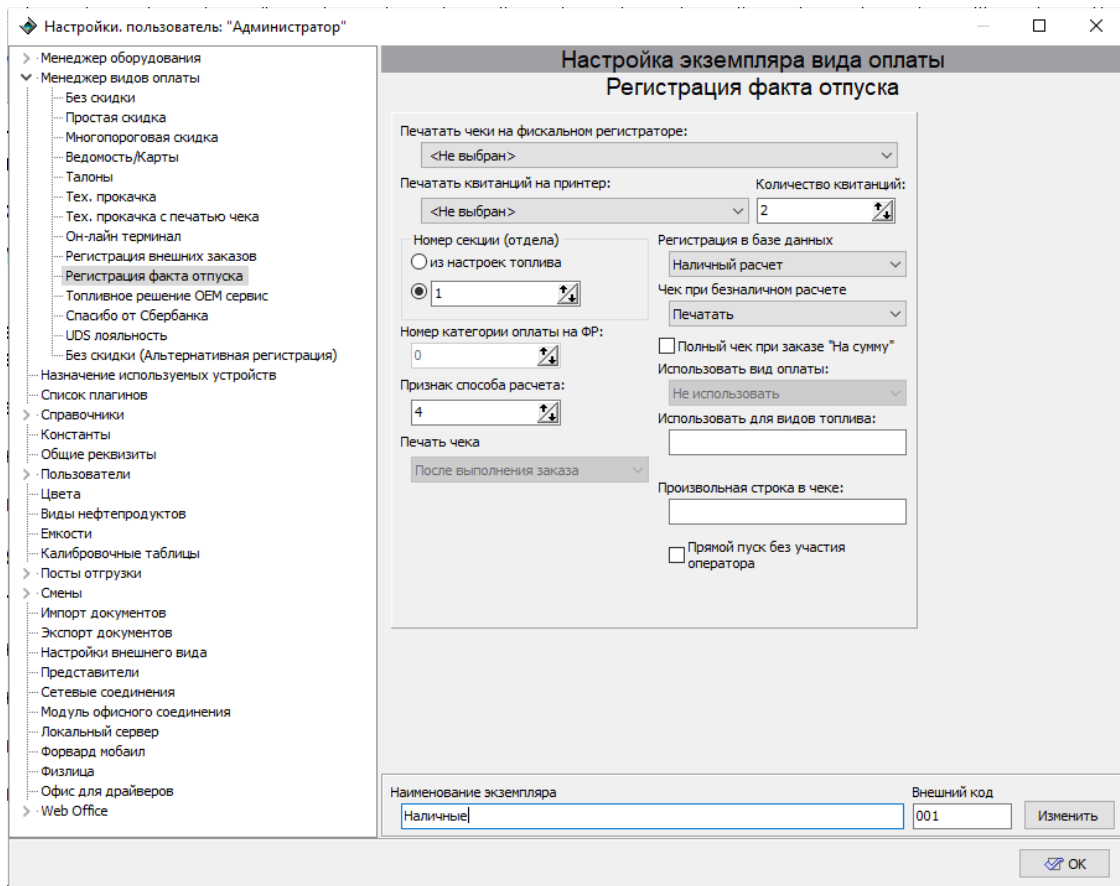 Настройки. пользователь: "Администратор"
Менеджер оборудования
Менеджер видов оплаты
Без скидки
Простая скидка
Многопороговая скидка
Ведомость/Карты
Талоны
Тех. прокачка
Тех. прокачка с печатью чека
Он-лайн терминал
Регистрация внешних заказов
Регистрация факта отпуска
Топливное решение OEM сервис
Спасибо от Сбербанка
UDS лояльность
Без скидки (Альтернативная регистрация)
Назначение используемых устройств
Список плагинов
Справочники
Константы
Общие реквизиты
Пользователи
Цвета
Виды нефтепродуктов
Емкости
Калибровочные таблицы
Посты отгрузки
Смены
Импорт документов
Экспорт документов
Настройки внешнего вида
Представители
Сетевые соединения
Модуль офисного соединения
Локальный сервер
Форвард мобаил
Физлица
Офис для драйверов
Web Office
Настройка экземпляра вида оплаты
Регистрация факта отпуска
Печатать чеки на фискальном регистраторе:
<Не выбран>
Печатать квитанций на принтер:
Количество квитанций:
<Не выбран>
2
Номер секции (отдела)
из настроек топлива
1
Номер категории оплаты на ФР:
0
Признак способа расчета:
4
Печать чека
После выполнения заказа
Регистрация в базе данных
Наличный расчет
Чек при безналичном расчете
Печатать
Полный чек при заказе "На сумму"
Использовать вид оплаты:
Не использовать
Использовать для видов топлива:
Произвольная строка в чеке:
Прямой пуск без участия
оператора
Наименование экземпляра
Внешний код
Наличные
001
Изменить
OK